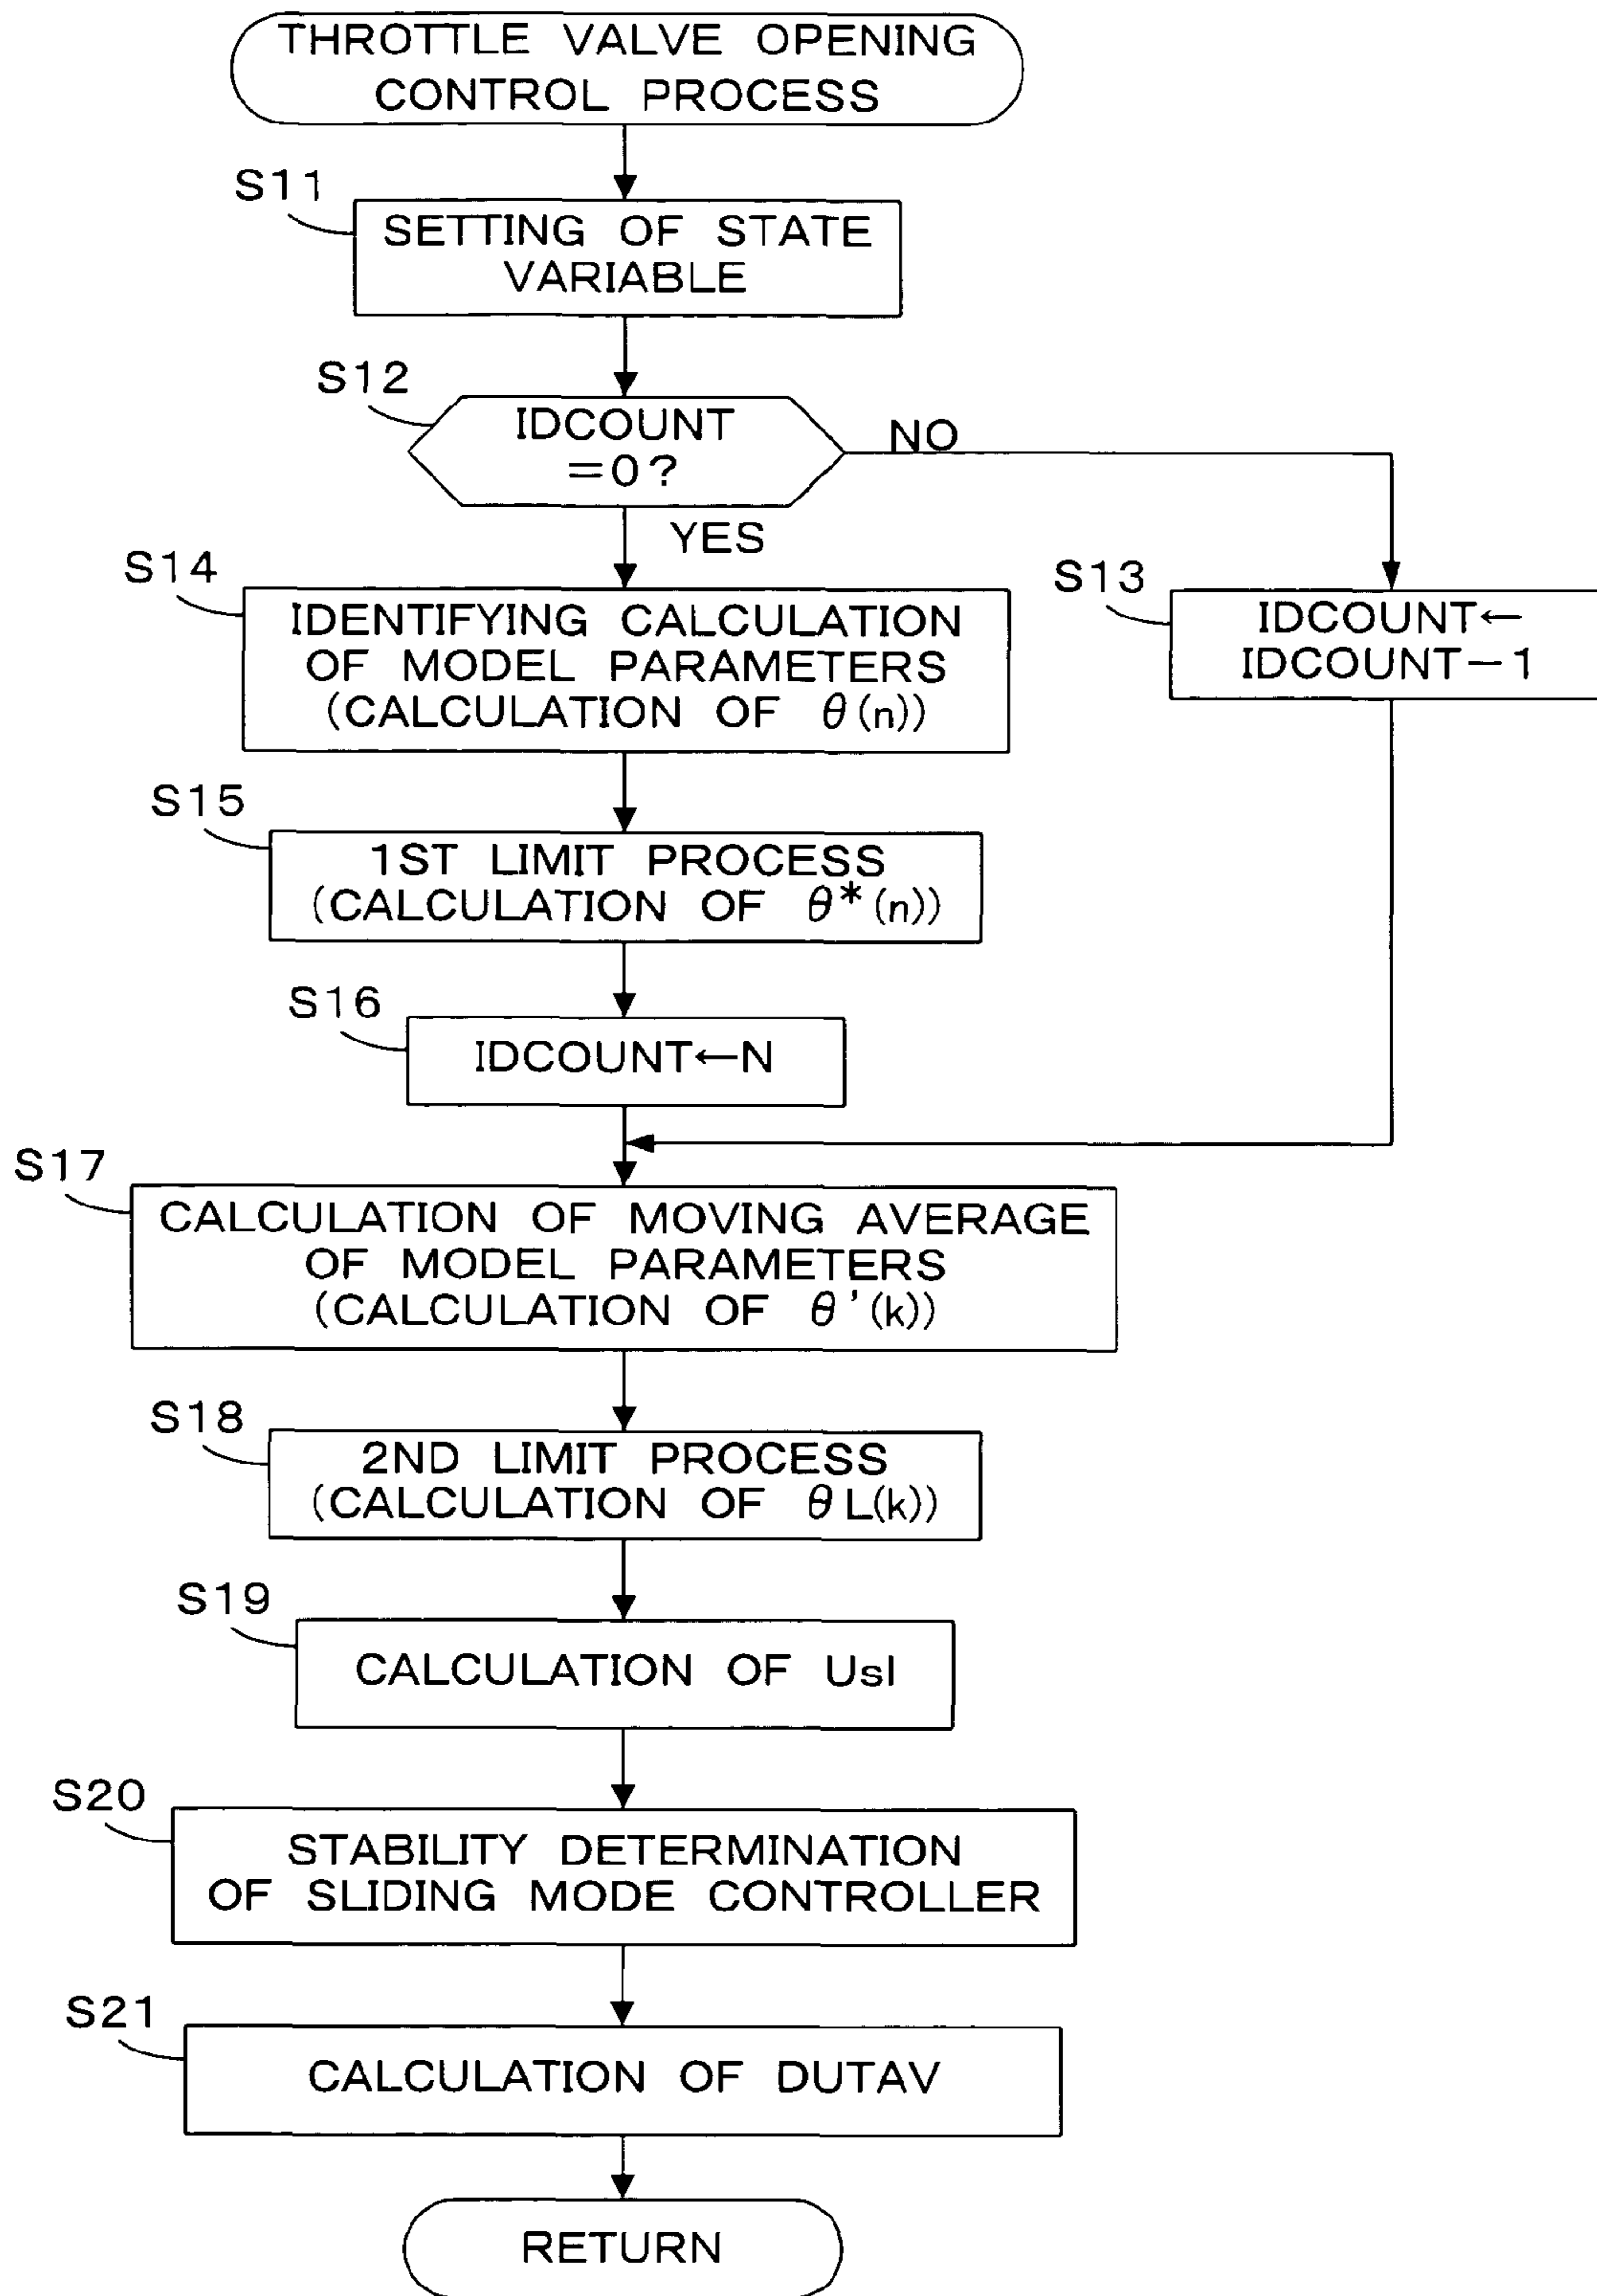 THROTTLE VALVE OPENING
CONTROL PROCESS
S11
SETTING OF STATE
VARIABLE
S12
IDCOUNT
=0?
NO
YES
S14
IDENTIFYING CALCULATION
OF MODEL PARAMETERS
(CALCULATION OF θ(n))
S13
IDCOUNT←
IDCOUNT−1
S15
1ST LIMIT PROCESS
(CALCULATION OF θ*(n))
S16
IDCOUNT←N
S17
CALCULATION OF MOVING AVERAGE
OF MODEL PARAMETERS
(CALCULATION OF θ'(k))
S18
2ND LIMIT PROCESS
(CALCULATION OF θL(k))
S19
CALCULATION OF Usl
S20
STABILITY DETERMINATION
OF SLIDING MODE CONTROLLER
S21
CALCULATION OF DUTAV
RETURN